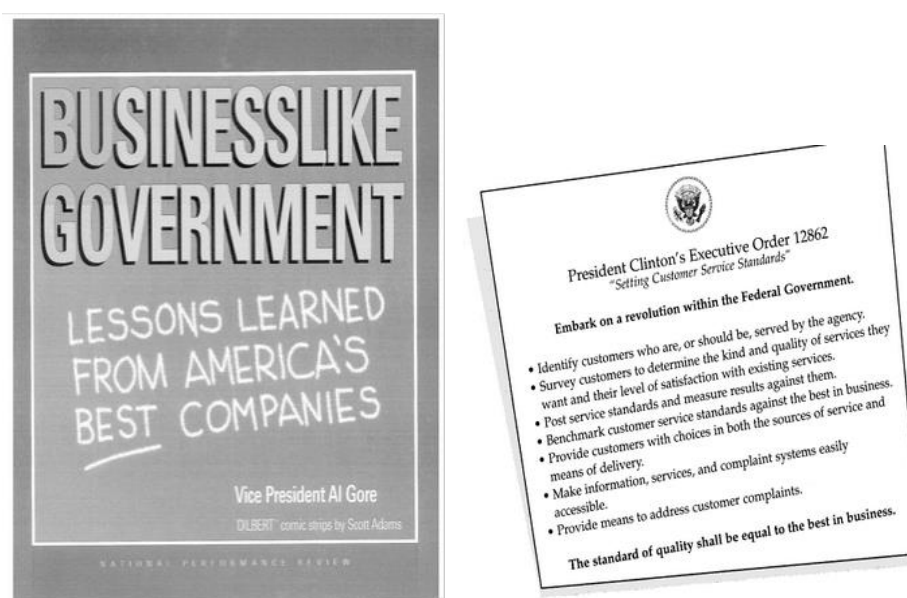 BUSINESSLIKE
GOVERNMENT
LESSONS LEARNED
FROM AMERICA'S
BEST COMPANIES
Vice President Al Gore
DILBERT™ comic strips by Scott Adams
NATIONAL PERFORMANCE REVIEW
President Clinton's Executive Order 12862
"Setting Customer Service Standards"
Embark on a revolution within the Federal Government.
• Identify customers who are, or should be, served by the agency.
• Survey customers to determine the kind and quality of services they
want and their level of satisfaction with existing services.
• Post service standards and measure results against them.
• Benchmark customer service standards against the best in business.
• Provide customers with choices in both the sources of service and
means of delivery.
• Make information, services, and complaint systems easily
accessible.
• Provide means to address customer complaints.
The standard of quality shall be equal to the best in business.